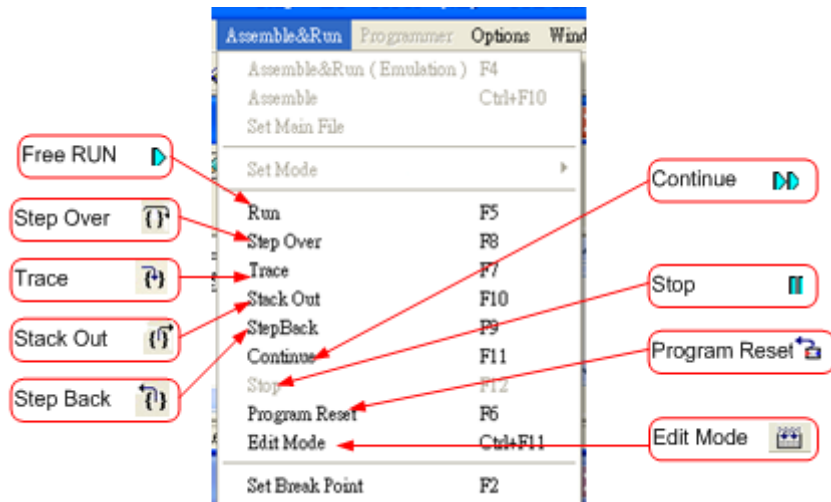 Assemble&Run Programmer Options Wind
Assemble&Run ( Emulation ) F4
Assemble Ctrl+F10
Set Main File
Set Mode
Run F5
Step Over F8
Trace F7
Stack Out F10
StepBack F9
Continue F11
Stop F12
Program Reset F6
Edit Mode Ctrl+F11
Set Break Point F2
Free RUN
Step Over
Trace
Stack Out
Step Back
Continue
Stop
Program Reset
Edit Mode